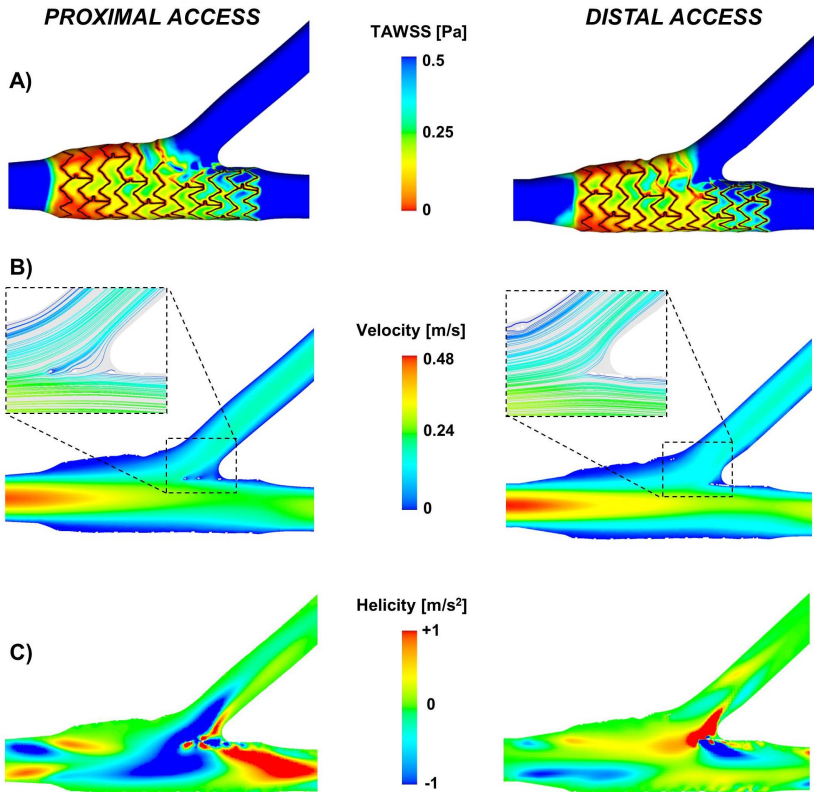 PROXIMAL ACCESS
TAWSS [Pa]
DISTAL ACCESS
A)
0.5
0.25
0
B)
Velocity [m/s]
0.48
0.24
0
C)
Helicity [m/s²]
+1
0
-1